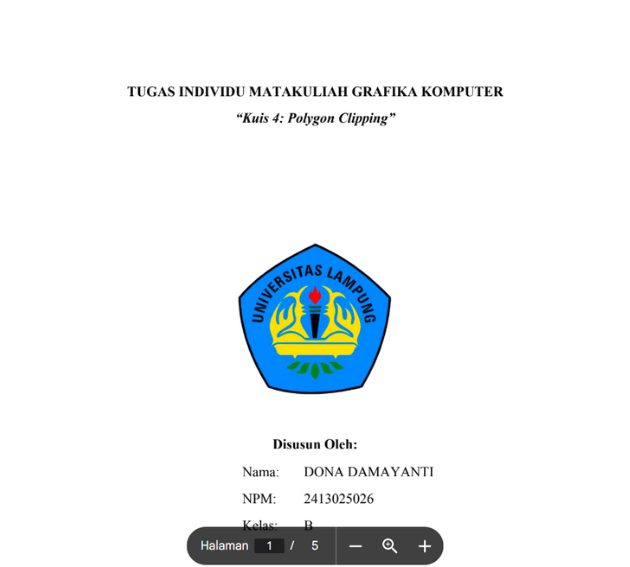 TUGAS INDIVIDU MATAKULIAH GRAFIKA KOMPUTER
“Kuis 4: Polygon Clipping”
UNIVERSITAS LAMPUNG
Disusun Oleh:
Nama: DONA DAMAYANTI
NPM: 2413025026
Kelas: B
Halaman 1 / 5